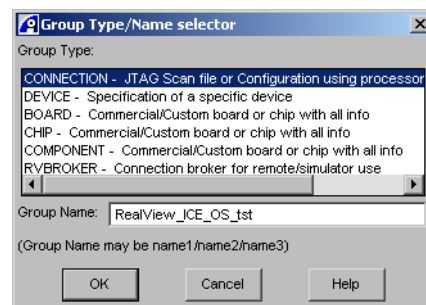 Group Type/Name selector
Group Type:
CONNECTION - JTAG Scan file or Configuration using processor
DEVICE - Specification of a specific device
BOARD - Commercial/Custom board or chip with all info
CHIP - Commercial/Custom board or chip with all info
COMPONENT - Commercial/Custom board or chip with all info
RVBROKER - Connection broker for remote/simulator use
Group Name: RealView_ICE_OS_tst
(Group Name may be name1/name2/name3)
OK Cancel Help